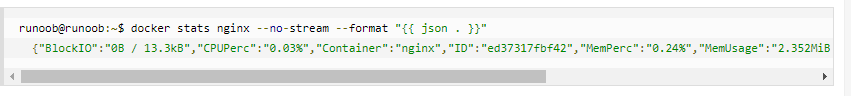 runoob@runoob:~$ docker stats nginx --no-stream --format "{{ json . }}"
{"BlockIO":"0B / 13.3kB","CPUPerc":"0.03%","Container":"nginx","ID":"ed37317fbf42","MemPerc":"0.24%","MemUsage":"2.352MiB